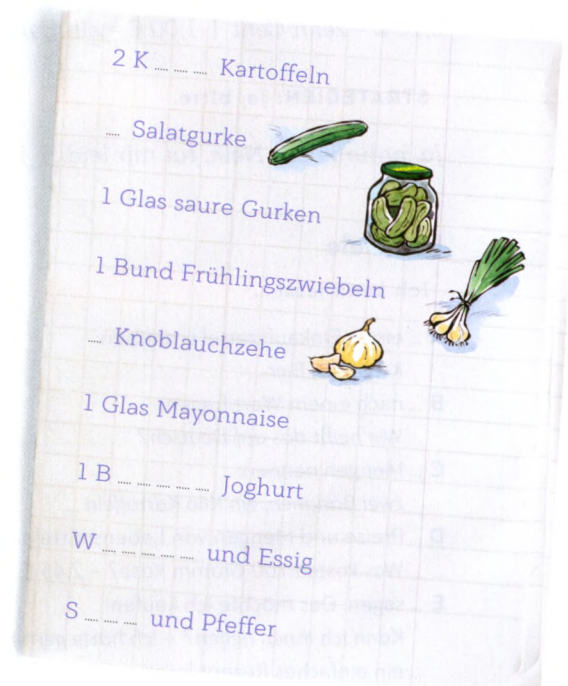 2 K _ _ _ Kartoffeln
_ Salatgurke
1 Glas saure Gurken
1 Bund Frühlingszwiebeln
_ Knoblauchzehe
1 Glas Mayonnaise
1 B _ _ _ _ _ Joghurt
W _ _ _ _ _ und Essig
S _ _ _ und Pfeffer